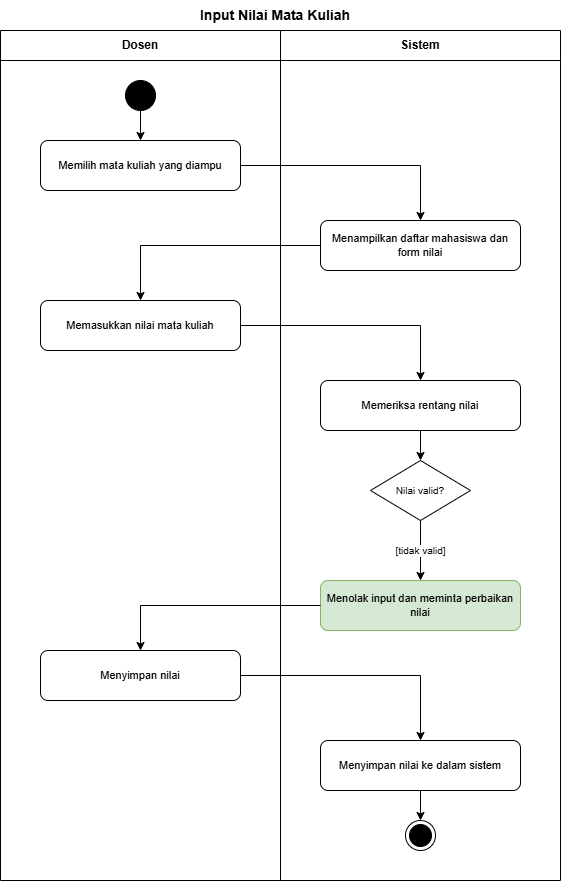 Input Nilai Mata Kuliah
Dosen
Sistem
Memilih mata kuliah yang diampu
Menampilkan daftar mahasiswa dan
form nilai
Memasukkan nilai mata kuliah
Memeriksa rentang nilai
Nilai valid?
[tidak valid]
Menolak input dan meminta perbaikan
nilai
Menyimpan nilai
Menyimpan nilai ke dalam sistem